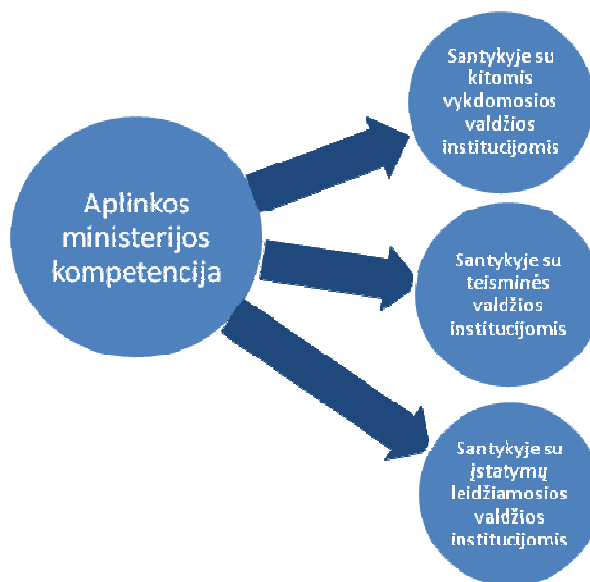 Aplinkos
ministerijos
kompetencija
Santykyje su
kitomis
vykdomosios
valdžios
institucijomis
Santykyje su
teisminės
valdžios
institucijomis
Santykyje su
įstatymų
leidžiamosios
valdžios
institucijomis